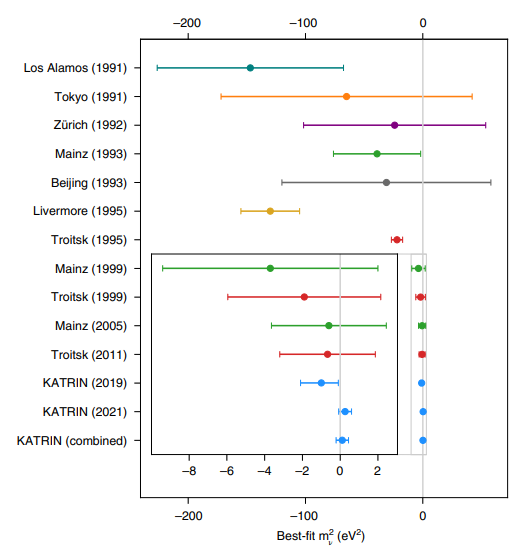 −200 −100 0
Los Alamos (1991)
Tokyo (1991)
Zürich (1992)
Mainz (1993)
Beijing (1993)
Livermore (1995)
Troitsk (1995)
Mainz (1999)
Troitsk (1999)
Mainz (2005)
Troitsk (2011)
KATRIN (2019)
KATRIN (2021)
KATRIN (combined)
−8 −6 −4 −2 0 2
−200 −100 0
Best-fit m²ᵥ (eV²)